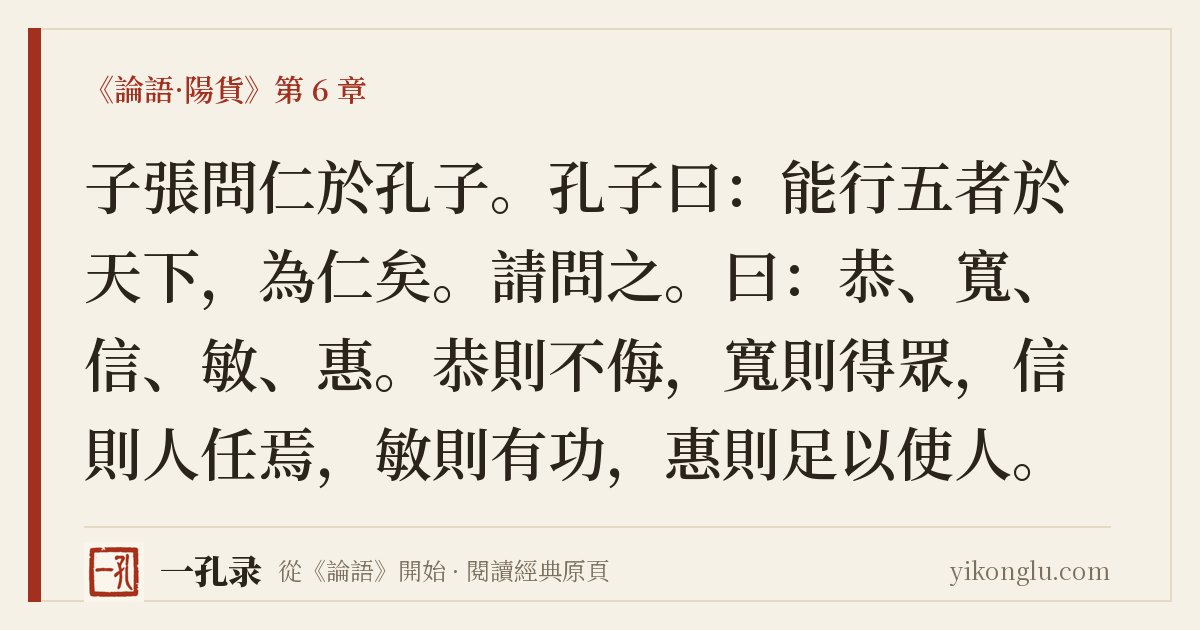 《論語·陽貨》第 6 章
子張問仁於孔子。孔子曰：能行五者於
天下，為仁矣。請問之。曰：恭、寬、
信、敏、惠。恭則不侮，寬則得眾，信
則人任焉，敏則有功，惠則足以使人。
一孔
一孔录 從《論語》開始 · 閱讀經典原頁
yikonglu.com